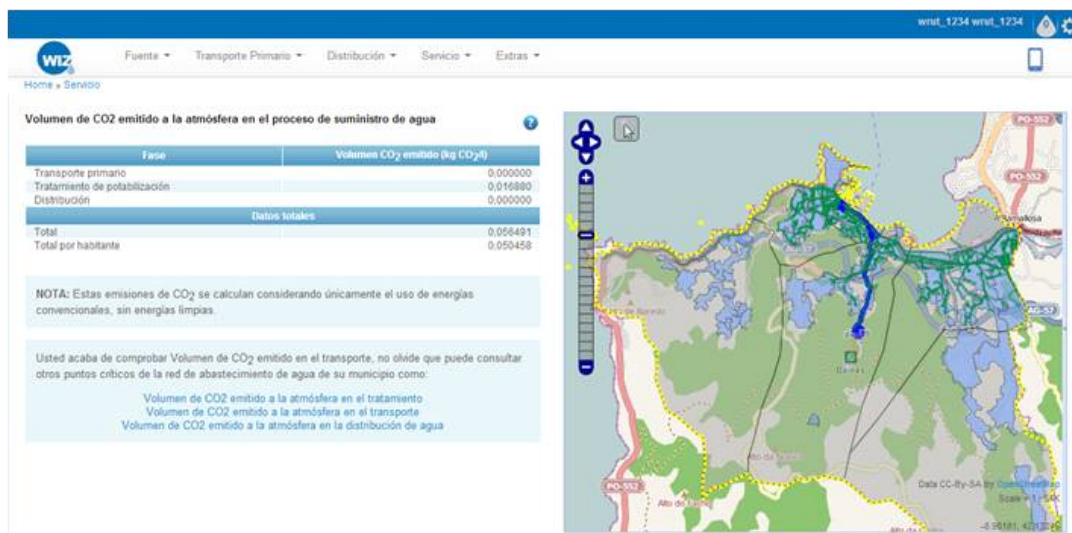 wrut_1234 wrut_1234
WIZ
Fuente Transporte Primario Distribución Servicio Extras
Home » Servicio
Volumen de CO2 emitido a la atmósfera en el proceso de suministro de agua
?
Fase Volumen CO2 emitido (kg CO2/l)
Transporte primario 0,000000
Tratamiento de potabilización 0,016880
Distribución 0,000000
Datos totales
Total 0,056491
Total por habitante 0,050458
NOTA: Estas emisiones de CO2 se calculan considerando únicamente el uso de energías
convencionales, sin energías limpias.
Usted acaba de comprobar Volumen de CO2 emitido en el transporte, no olvide que puede consultar
otros puntos críticos de la red de abastecimiento de agua de su municipio como:
Volumen de CO2 emitido a la atmósfera en el tratamiento
Volumen de CO2 emitido a la atmósfera en el transporte
Volumen de CO2 emitido a la atmósfera en la distribución de agua
PO-552
PO-552
PO-552
A Ramallosa
AG-57
PO-552
Data CC-By-SA by OpenStreetMap